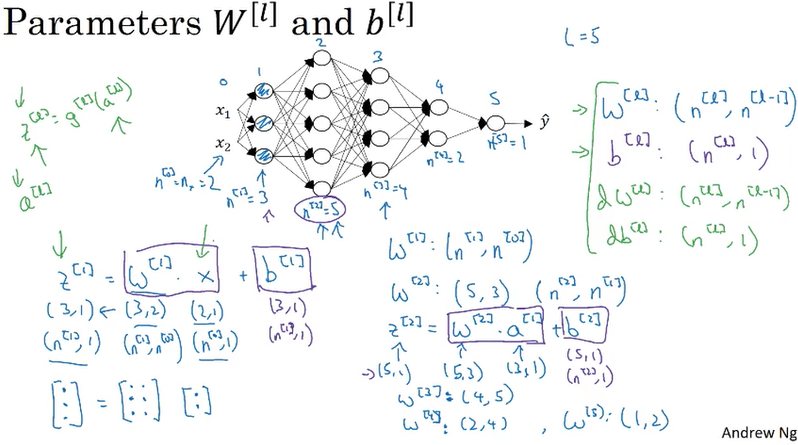 Parameters W^[l] and b^[l]
L=5
0
1
2
3
4
5
x₁
x₂
ŷ
n^[0]=nₓ=2
n^[1]=3
n^[2]=5
n^[3]=4
n^[4]=2
n^[5]=1
z^[l]=g^[l](a^[l])
a^[l]
W^[l]: (n^[l], n^[l-1])
b^[l]: (n^[l], 1)
dW^[l]: (n^[l], n^[l-1])
db^[l]: (n^[l], 1)
z^[1] = W^[1] · x + b^[1]
(3,1) ← (3,2) (2,1) (3,1)
(n^[1],1) (n^[1],n^[0]) (n^[0],1) (n^[1],1)
W^[1]: (n^[1], n^[0])
W^[2]: (5,3) (n^[2], n^[1])
z^[2] = W^[2] · a^[1] + b^[2]
→(5,1) (5,3) (3,1) (5,1)
(n^[2],1)
W^[3]: (4,5)
W^[4]: (2,4) , W^[5]: (1,2)
Andrew Ng